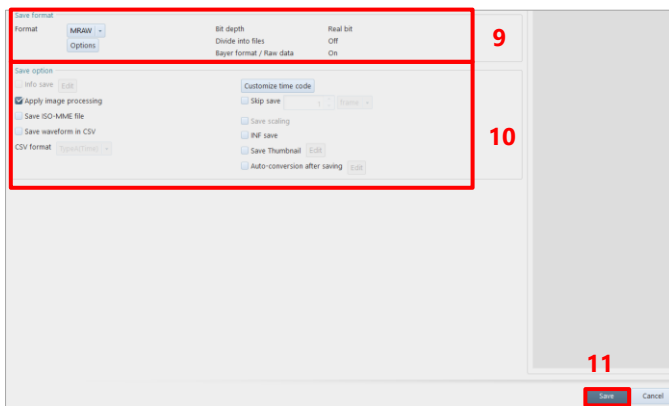 Save format
Format MRAW Bit depth Real bit
Options Divide into files Off
Bayer format / Raw data On
9
Save option
Info save Edit Customize time code
Apply image processing Skip save 1 frame
Save ISO-MME file Save scaling
Save waveform in CSV INF save
10
CSV format Save Thumbnail Edit
Auto-conversion after saving Edit
11
Save Cancel